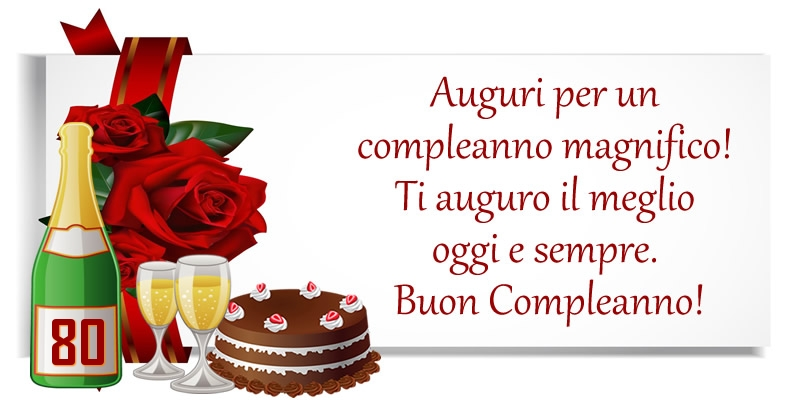 Auguri per un
compleanno magnifico!
Ti auguro il meglio
oggi e sempre.
Buon Compleanno!
80